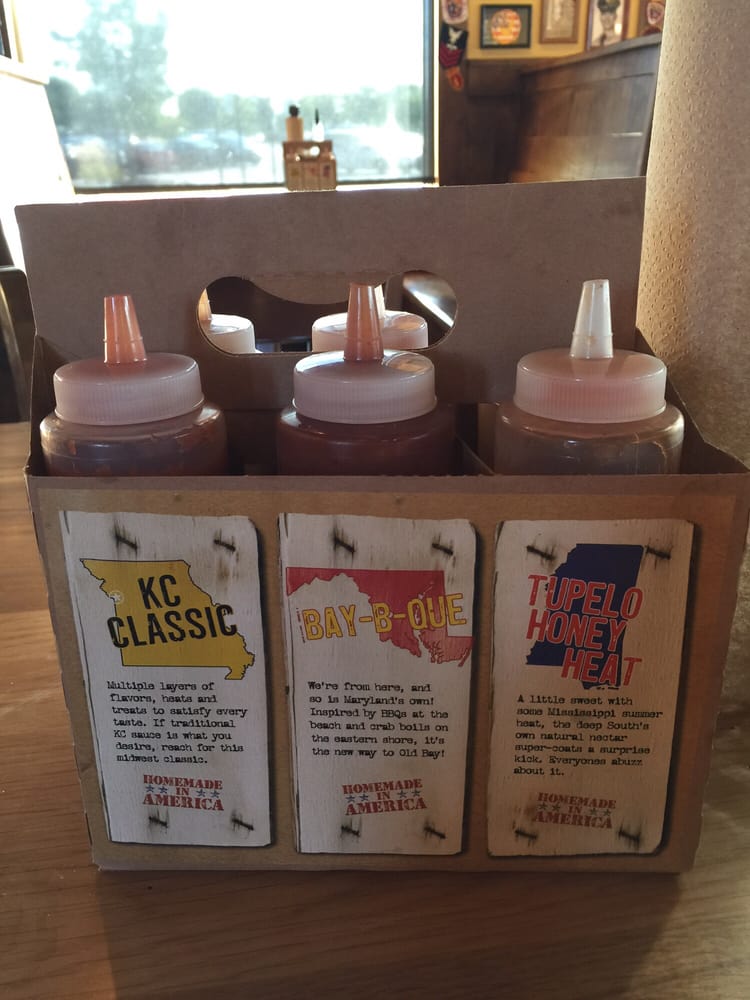 KC
CLASSIC
Multiple layers of
flavors, heats and
treats to satisfy every
taste. If traditional
KC sauce is what you
desire, reach for this
midwest classic.
HOMEMADE
IN
AMERICA
BAY-B-QUE
We're from here, and
so is Maryland's own!
Inspired by BBQs at the
beach and crab boils on
the eastern shore, it's
the new way to Old Bay!
HOMEMADE
IN
AMERICA
TUPELO
HONEY
HEAT
A little sweet with
some Mississippi summer
heat, the deep South's
own natural nectar
super-coats a surprise
kick. Everyones abuzz
about it.
HOMEMADE
IN
AMERICA